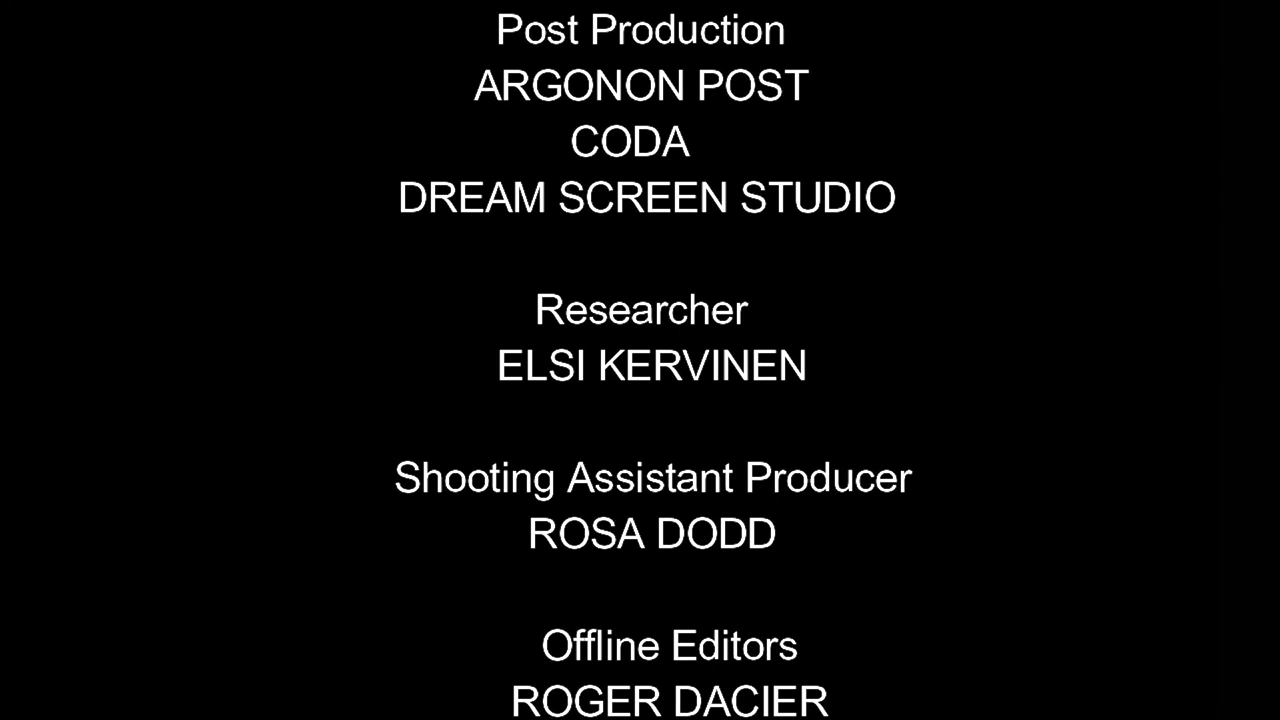 Post Production
ARGONON POST
CODA
DREAM SCREEN STUDIO
Researcher
ELSI KERVINEN
Shooting Assistant Producer
ROSA DODD
Offline Editors
ROGER DACIER